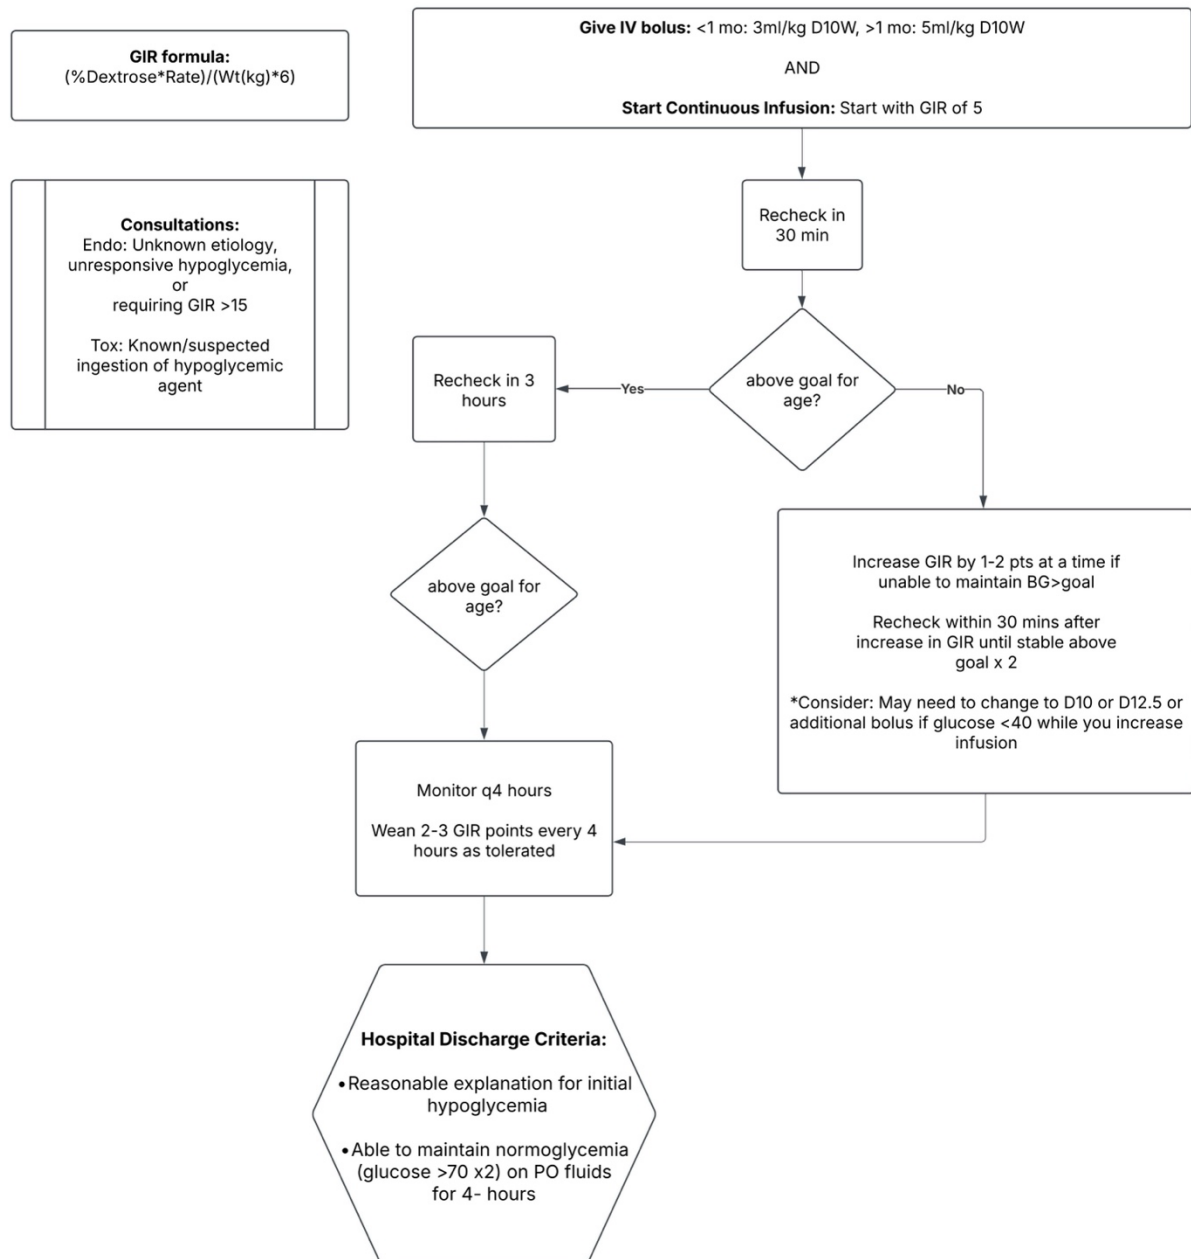 GIR formula:
(%Dextrose*Rate)/(Wt(kg)*6)
Give IV bolus: <1 mo: 3ml/kg D10W, >1 mo: 5ml/kg D10W
AND
Start Continuous Infusion: Start with GIR of 5
Consultations:
Endo: Unknown etiology,
unresponsive hypoglycemia,
or
requiring GIR >15
Tox: Known/suspected
ingestion of hypoglycemic
agent
Recheck in
30 min
above goal for
age?
Yes
No
Recheck in 3
hours
above goal for
age?
Increase GIR by 1-2 pts at a time if
unable to maintain BG>goal
Recheck within 30 mins after
increase in GIR until stable above
goal x 2
*Consider: May need to change to D10 or D12.5 or
additional bolus if glucose <40 while you increase
infusion
Monitor q4 hours
Wean 2-3 GIR points every 4
hours as tolerated
Hospital Discharge Criteria:
•Reasonable explanation for initial
hypoglycemia
•Able to maintain normoglycemia
(glucose >70 x2) on PO fluids
for 4- hours